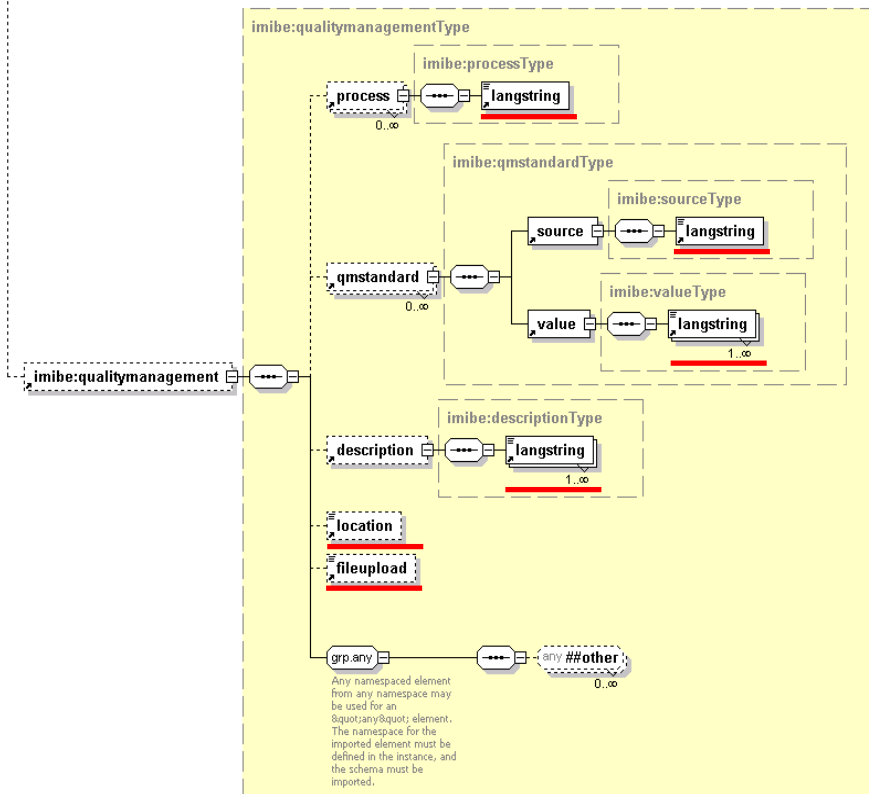 imibe:qualitymanagementType
imibe:processType
process
langstring
0..∞
imibe:qmstandardType
imibe:sourceType
source
langstring
qmstandard
0..∞
imibe:valueType
value
langstring
1..∞
imibe:qualitymanagement
imibe:descriptionType
description
langstring
1..∞
location
fileupload
grp.any
any ##other
0..∞
Any namespaced element
from any namespace may
be used for an
&quot;any&quot; element.
The namespace for the
imported element must be
defined in the instance, and
the schema must be
imported.